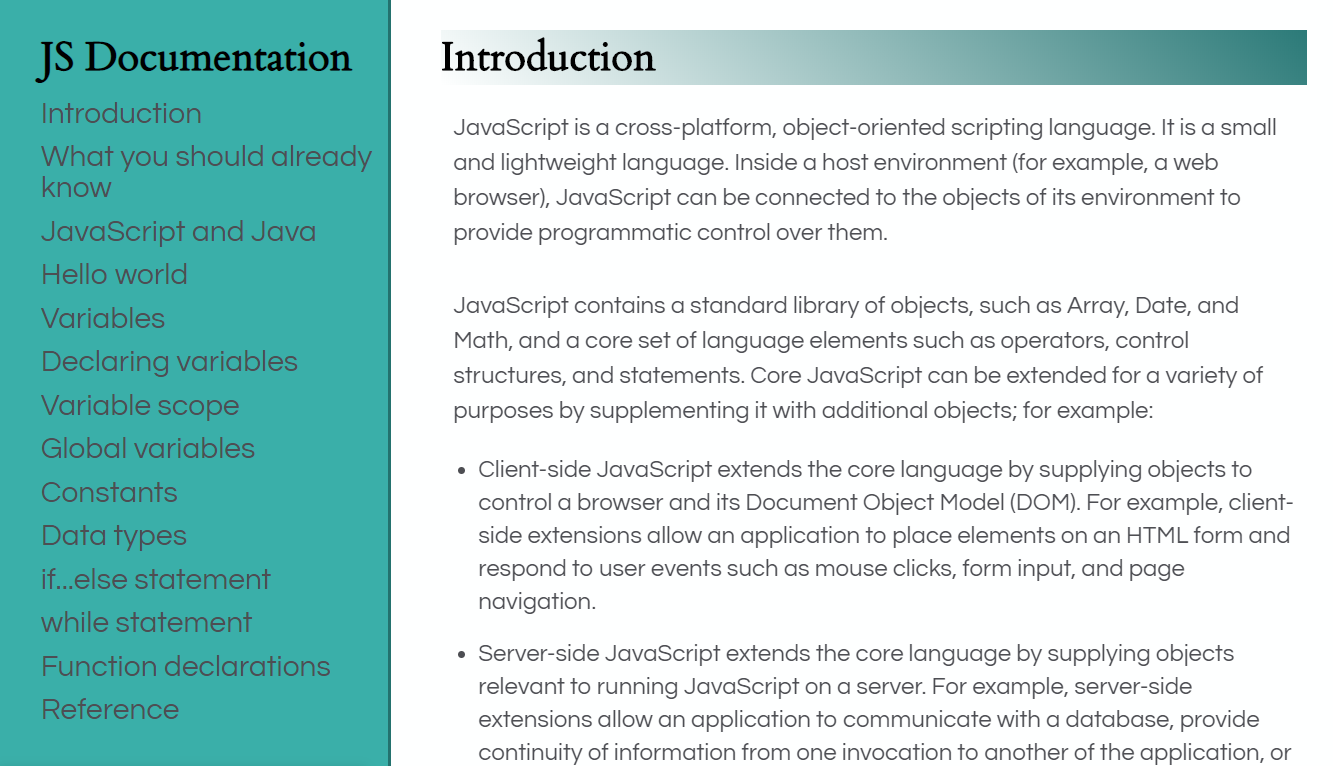 JS Documentation
Introduction
What you should already
know
JavaScript and Java
Hello world
Variables
Declaring variables
Variable scope
Global variables
Constants
Data types
if...else statement
while statement
Function declarations
Reference
Introduction
JavaScript is a cross-platform, object-oriented scripting language. It is a small
and lightweight language. Inside a host environment (for example, a web
browser), JavaScript can be connected to the objects of its environment to
provide programmatic control over them.
JavaScript contains a standard library of objects, such as Array, Date, and
Math, and a core set of language elements such as operators, control
structures, and statements. Core JavaScript can be extended for a variety of
purposes by supplementing it with additional objects; for example:
• Client-side JavaScript extends the core language by supplying objects to
control a browser and its Document Object Model (DOM). For example, client-
side extensions allow an application to place elements on an HTML form and
respond to user events such as mouse clicks, form input, and page
navigation.
• Server-side JavaScript extends the core language by supplying objects
relevant to running JavaScript on a server. For example, server-side
extensions allow an application to communicate with a database, provide
continuity of information from one invocation to another of the application, or